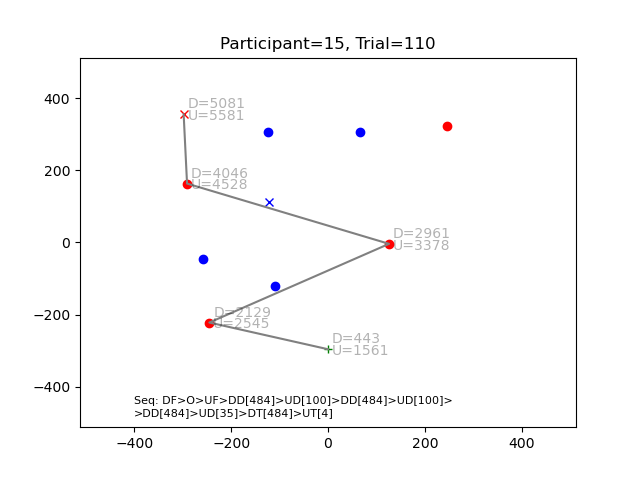 Participant=15, Trial=110
400
200
0
−200
−400
−400
−200
0
200
400
D=5081
U=5581
D=4046
U=4528
D=2961
U=3378
D=2129
U=2545
D=443
U=1561
Seq: DF>O>UF>DD[484]>UD[100]>DD[484]>UD[100]>
>DD[484]>UD[35]>DT[484]>UT[4]